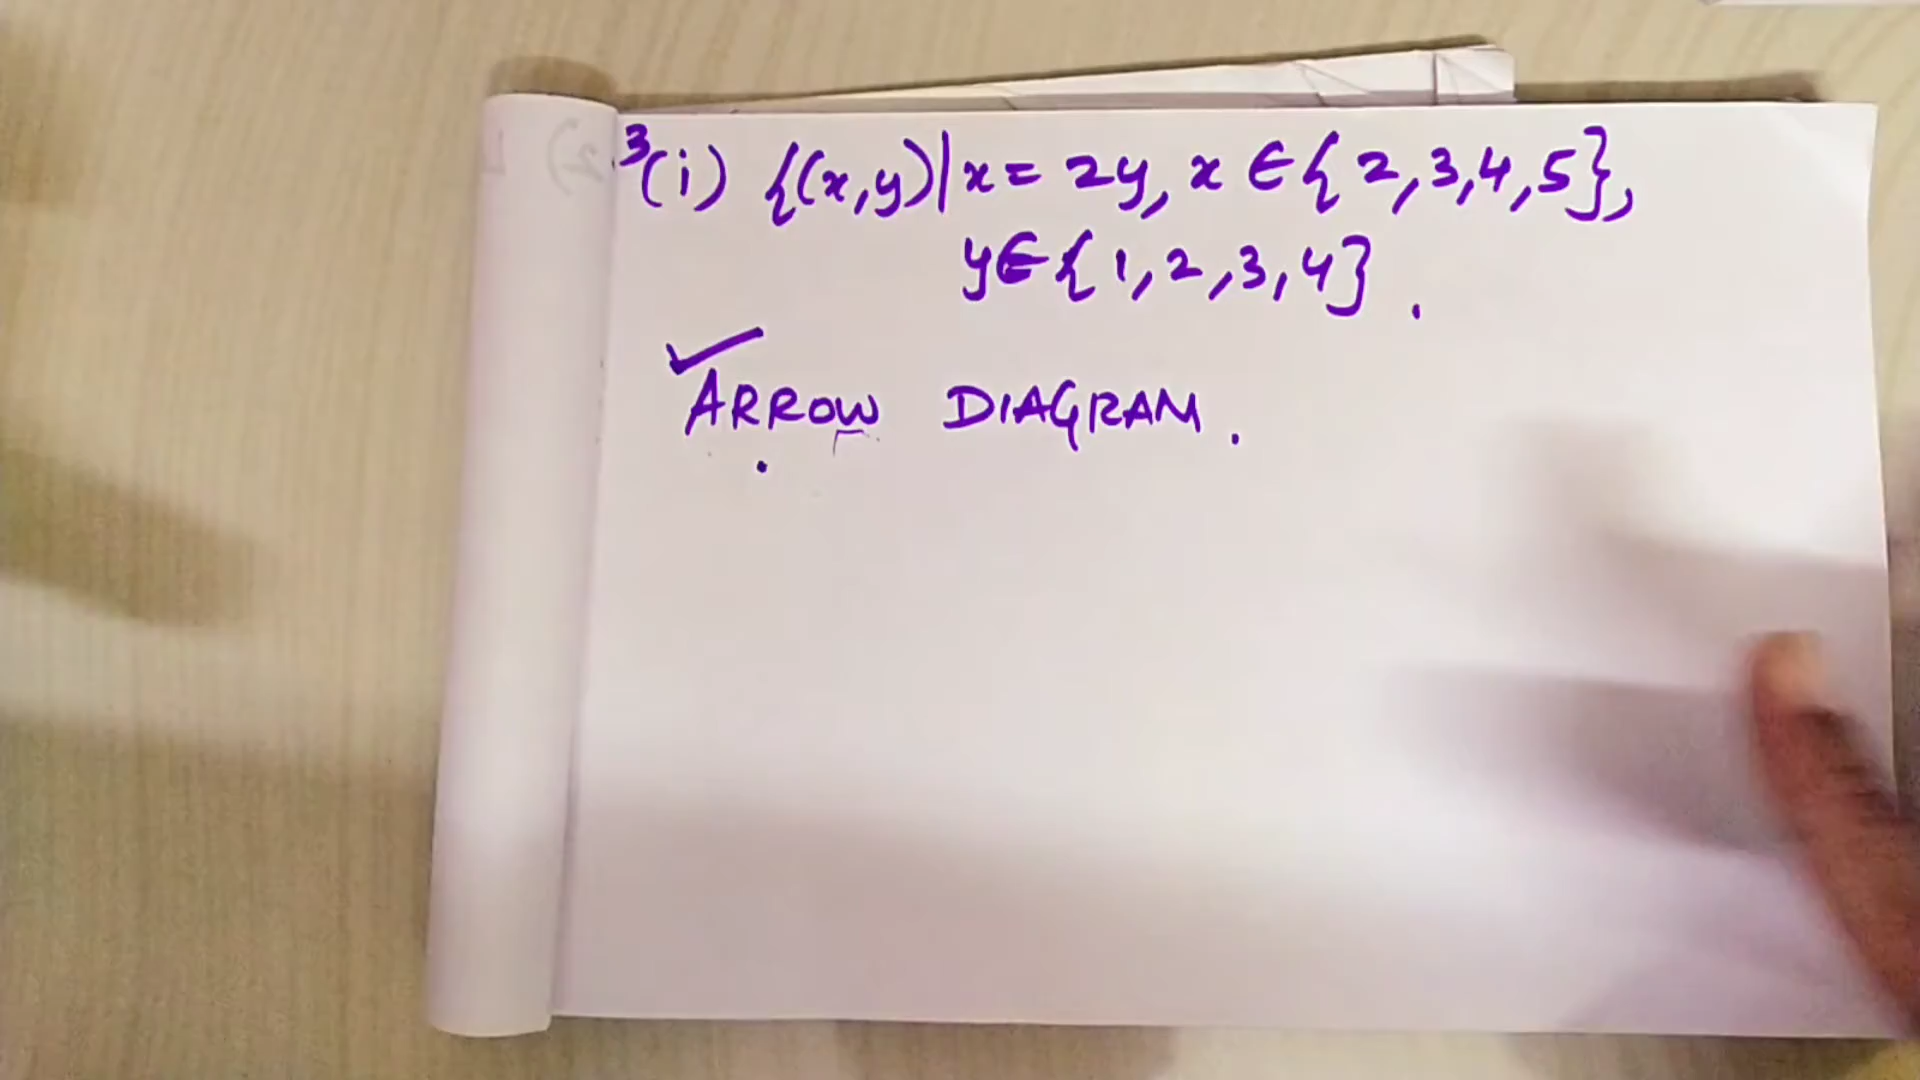 3(i) {(x,y)|x = 2y, x ∈ {2,3,4,5},
y ∈ {1,2,3,4}.
ARROW DIAGRAM.